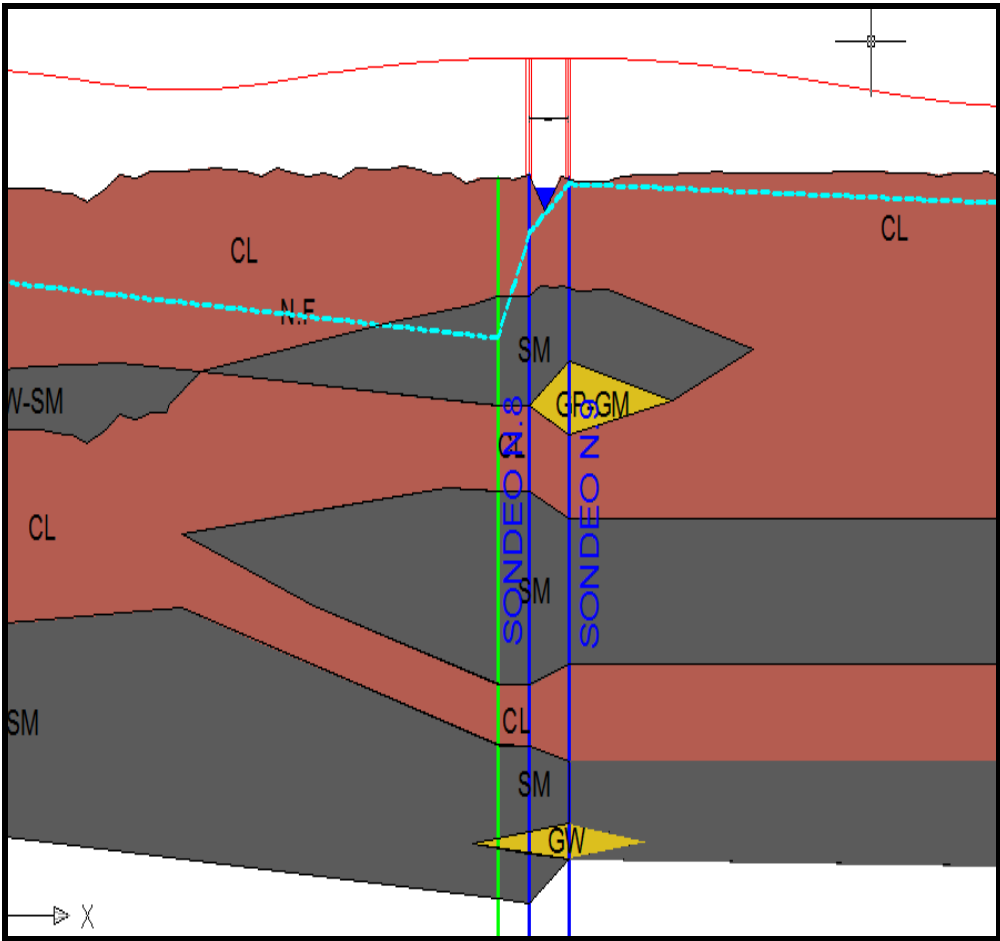 CL
CL
N.F
SM
W-SM
GP-GM
CL
SONDEO N.8
SONDEO N.9
CL
SM
CL
SM
SM
GW
X